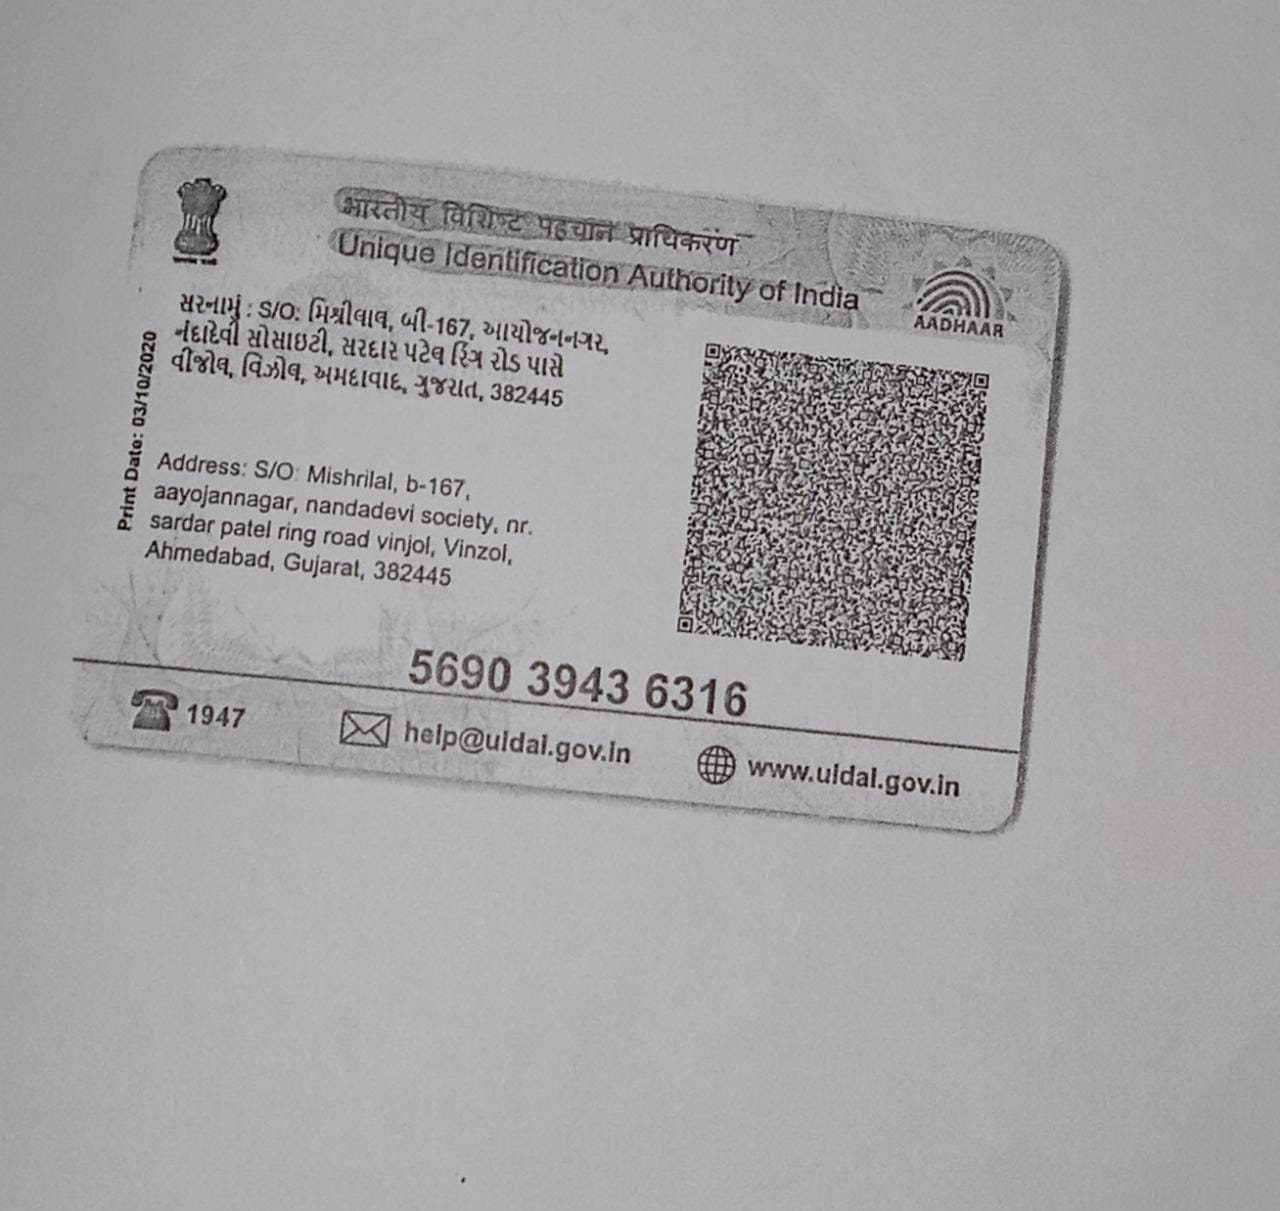 भारतीय विशिष्ट पहचान प्राधिकरण
Unique Identification Authority of India
AADHAAR
સરનામું : S/O: મિશ્રીલાલ, બી-167, આયોજનનગર,
નંદાદેવી સોસાઇટી, સરદાર પટેલ રિંગ રોડ પાસે
વીંજોલ, વિંઝોલ, અમદાવાદ, ગુજરાત, 382445
Print Date: 03/10/2020
Address: S/O: Mishrilal, b-167,
aayojannagar, nandadevi society, nr.
sardar patel ring road vinjol, Vinzol,
Ahmedabad, Gujarat, 382445
5690 3943 6316
1947
help@uidai.gov.in
www.uidai.gov.in